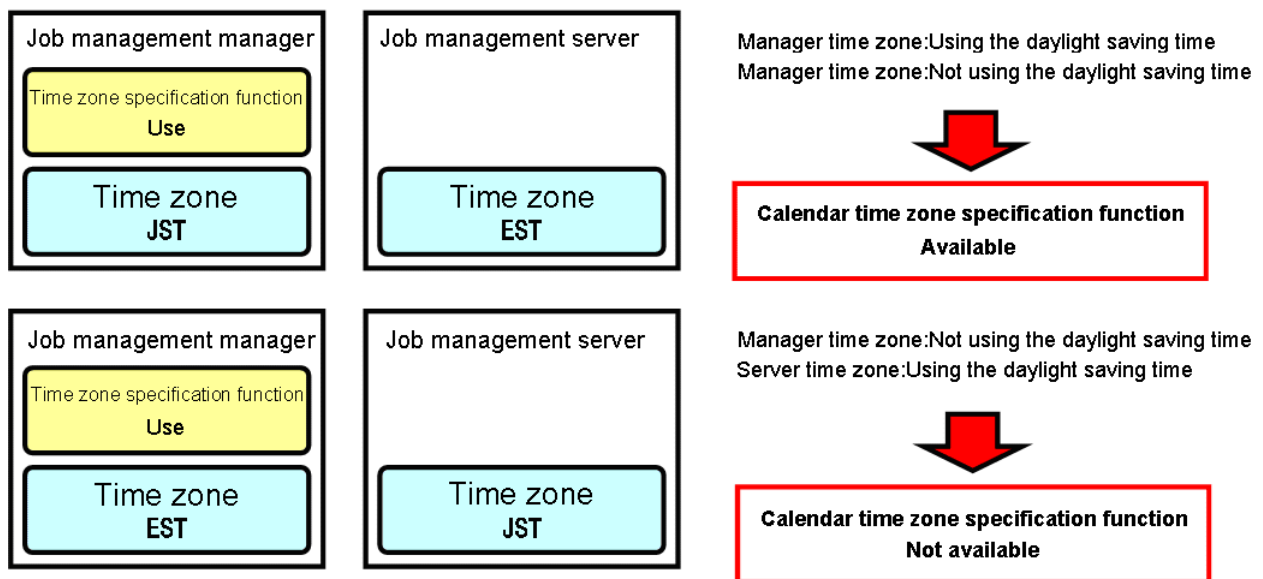 Job management manager
Time zone specification function
Use
Time zone
JST
Job management server
Time zone
EST
Manager time zone:Using the daylight saving time
Manager time zone:Not using the daylight saving time
Calendar time zone specification function
Available
Job management manager
Time zone specification function
Use
Time zone
EST
Job management server
Time zone
JST
Manager time zone:Not using the daylight saving time
Server time zone:Using the daylight saving time
Calendar time zone specification function
Not available